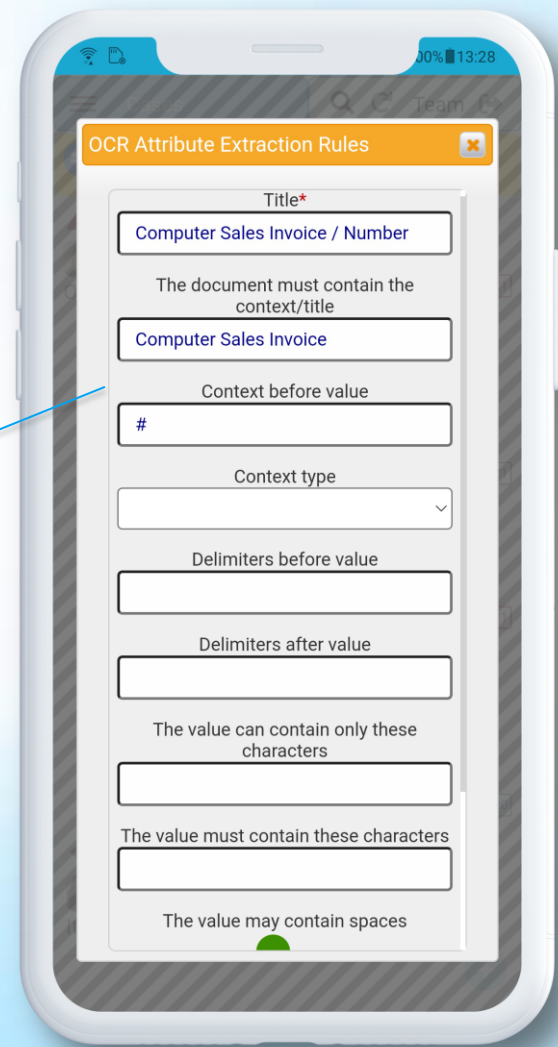 00% 13:28
Team
OCR Attribute Extraction Rules
Title*
Computer Sales Invoice / Number
The document must contain the
context/title
Computer Sales Invoice
Context before value
#
Context type
Delimiters before value
Delimiters after value
The value can contain only these
characters
The value must contain these characters
The value may contain spaces